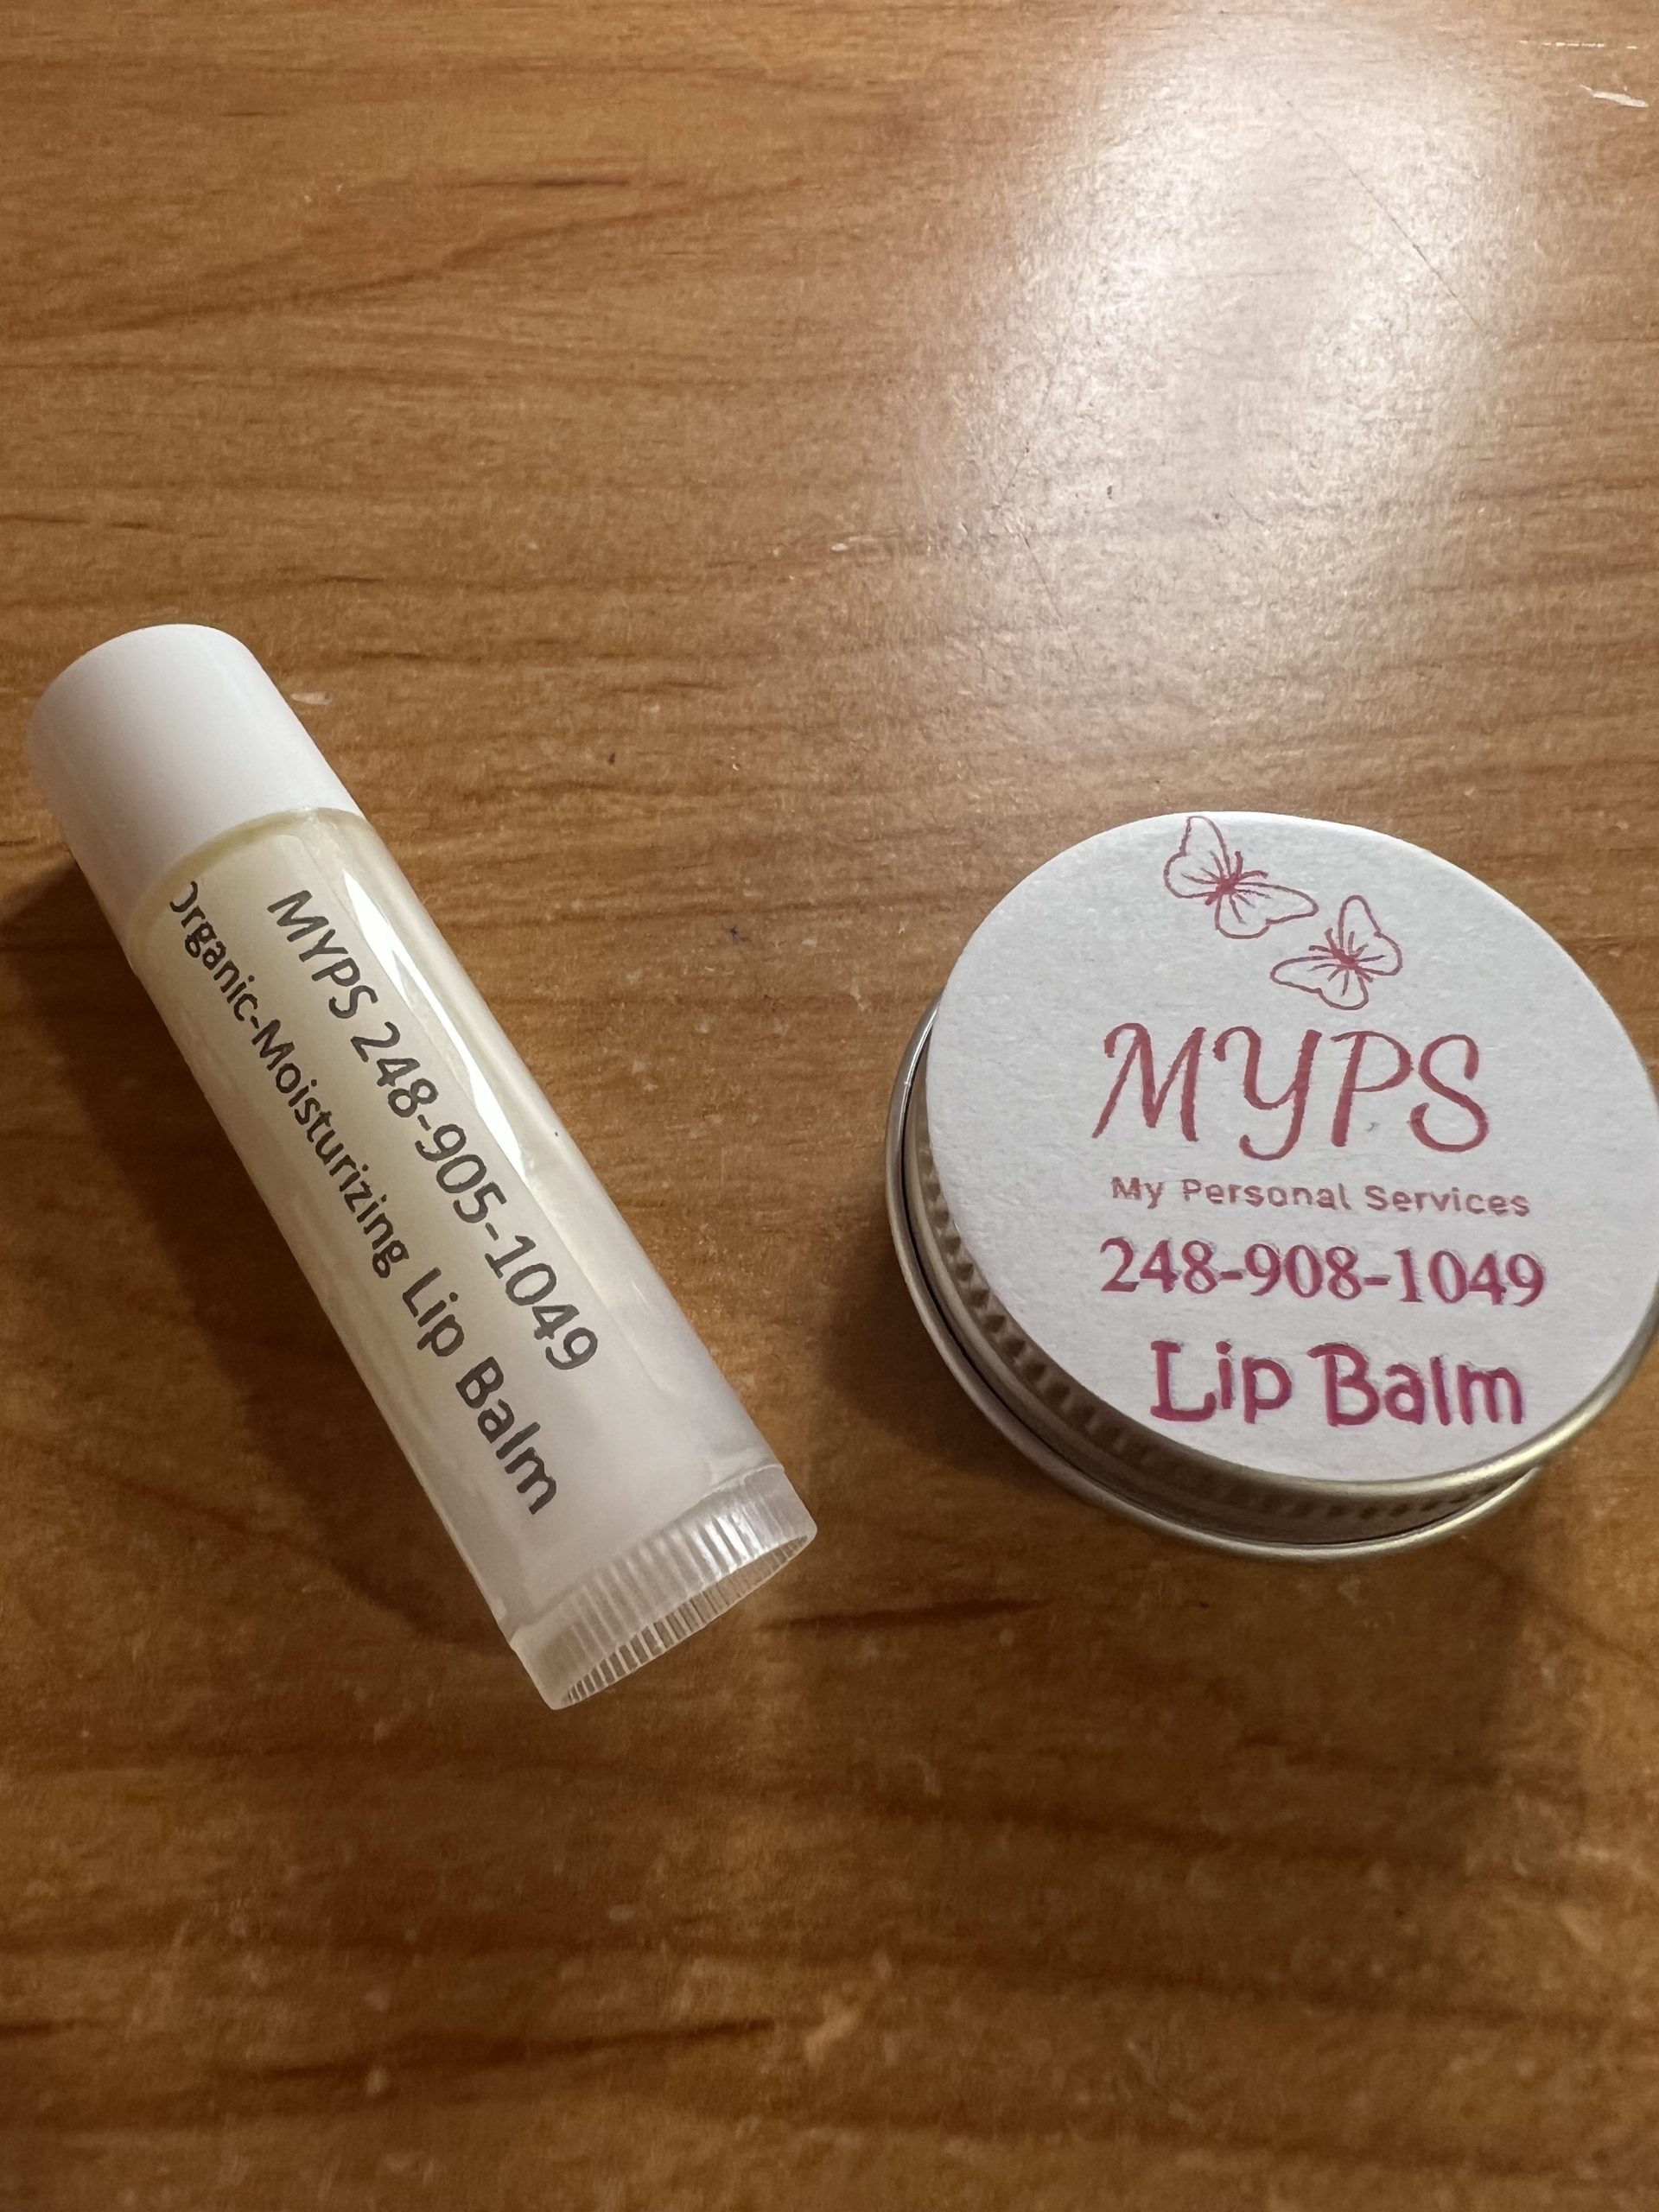 MYPS 248-905-1049
Organic-Moisturizing Lip Balm
MYPS
My Personal Services
248-908-1049
Lip Balm